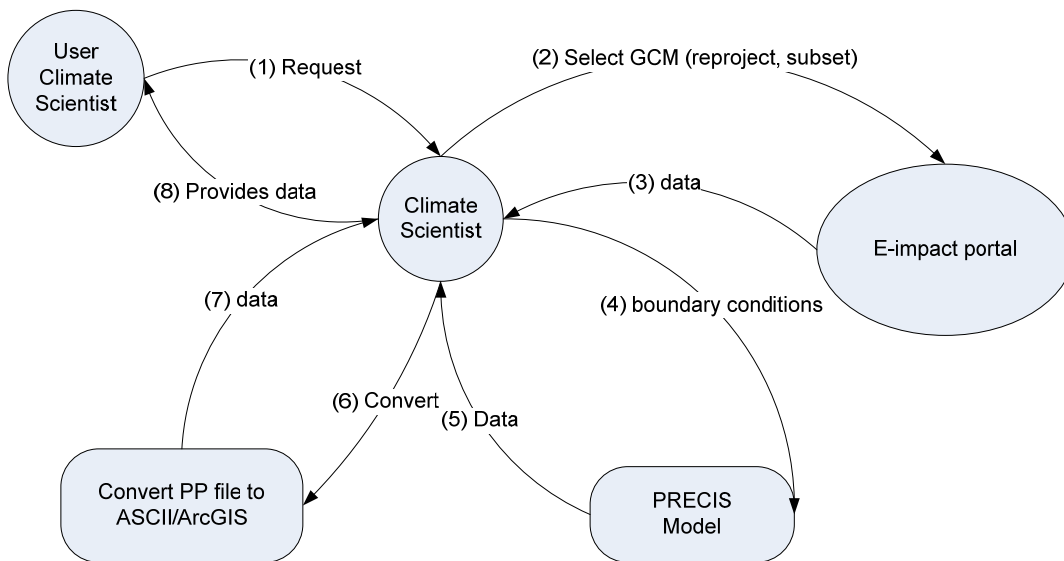 User
Climate
Scientist
(1) Request
(2) Select GCM (reproject, subset)
(8) Provides data
(3) data
Climate
Scientist
E-impact portal
(7) data
(4) boundary conditions
(6) Convert
(5) Data
Convert PP file to
ASCII/ArcGIS
PRECIS
Model